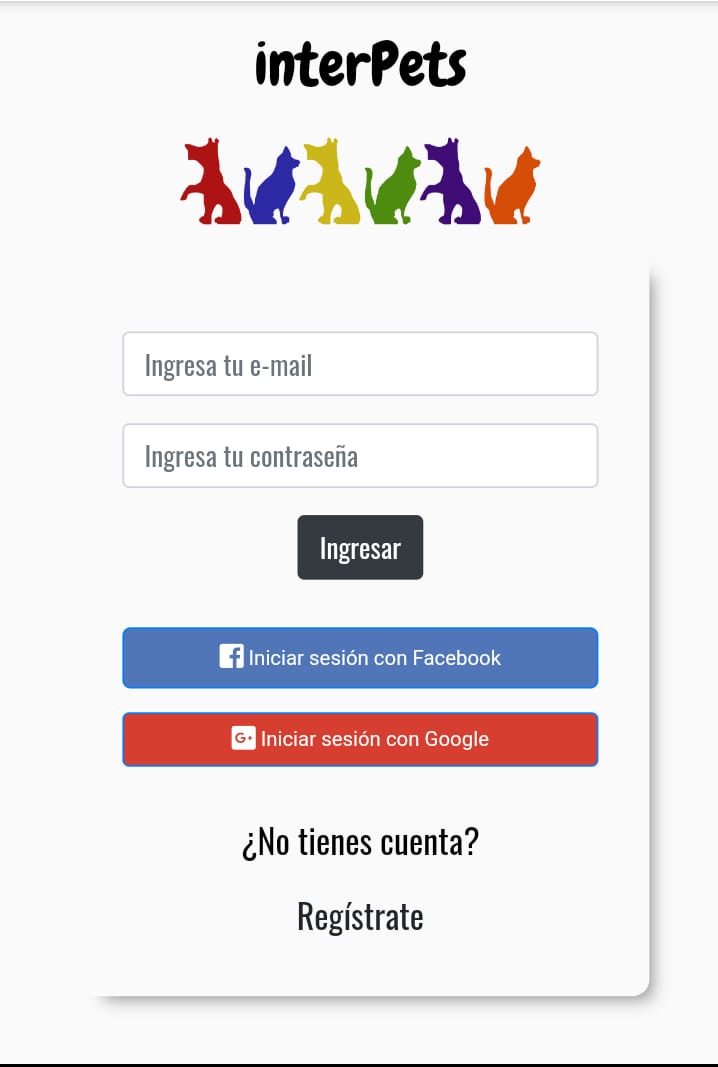 interPets
Ingresa tu e-mail
Ingresa tu contraseña
Ingresar
Iniciar sesión con Facebook
G+ Iniciar sesión con Google
¿No tienes cuenta?
Regístrate